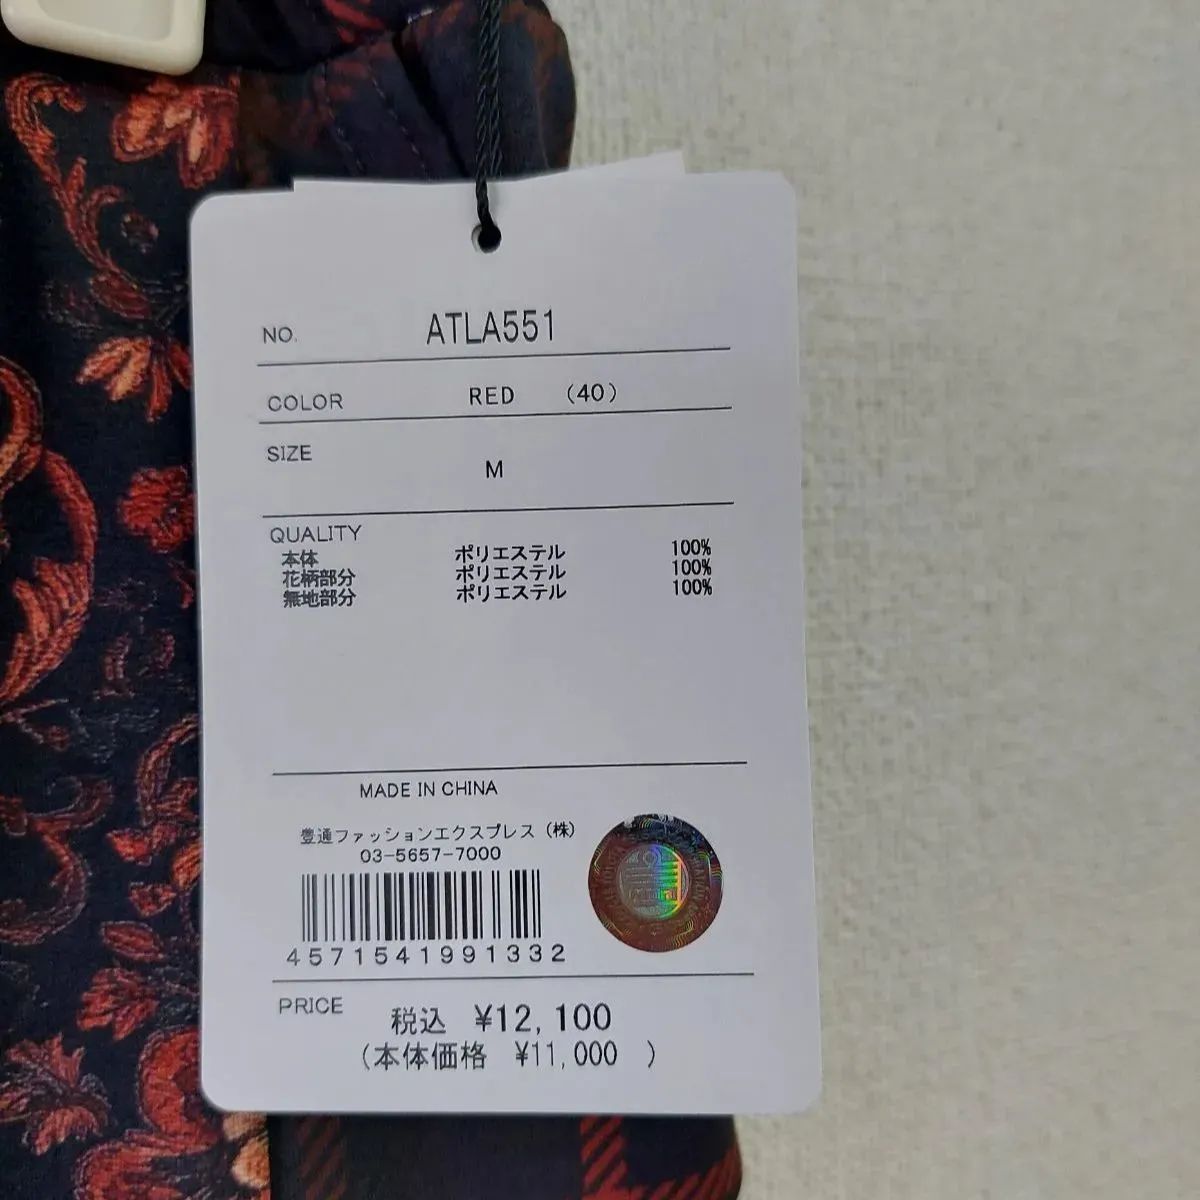 NO. ATLA551
COLOR RED （40）
SIZE M
QUALITY
本体 ポリエステル 100%
花柄部分 ポリエステル 100%
無地部分 ポリエステル 100%
MADE IN CHINA
豊通ファッションエクスプレス（株）
03-5657-7000
4571541991332
PRICE 税込 ¥12,100
（本体価格 ¥11,000 ）